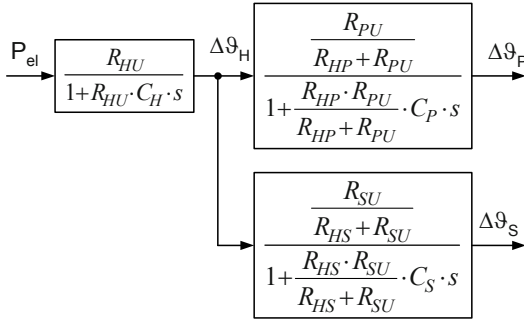 P_el
R_HU
1+R_HU·C_H·s
Δϑ_H
R_PU
R_HP+R_PU
1+ R_HP·R_PU / R_HP+R_PU ·C_P·s
Δϑ_P
R_SU
R_HS+R_SU
1+ R_HS·R_SU / R_HS+R_SU ·C_S·s
Δϑ_S